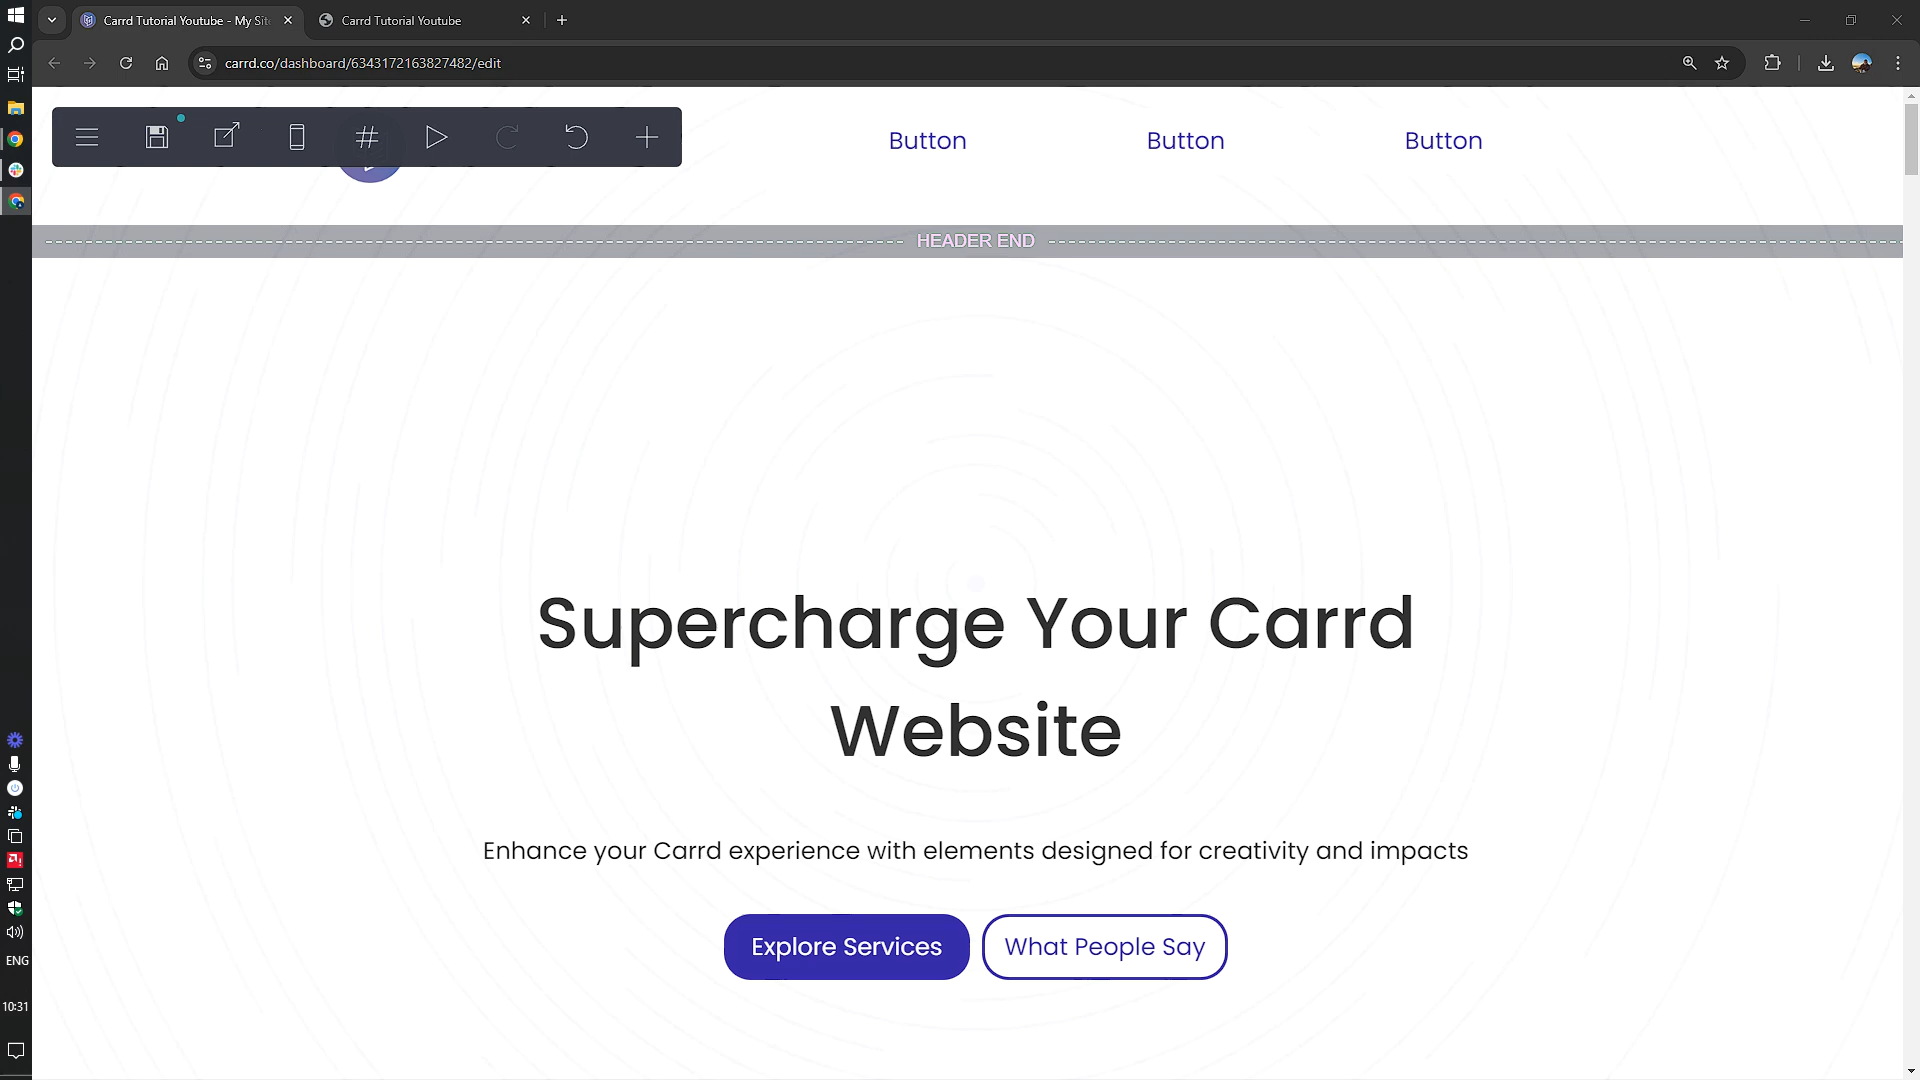 Carrd Tutorial Youtube - My Sit
Carrd Tutorial Youtube
carrd.co/dashboard/6343172163827482/edit
Button
Button
Button
HEADER END
Supercharge Your Carrd
Website
Enhance your Carrd experience with elements designed for creativity and impacts
Explore Services
What People Say
ENG
10:31